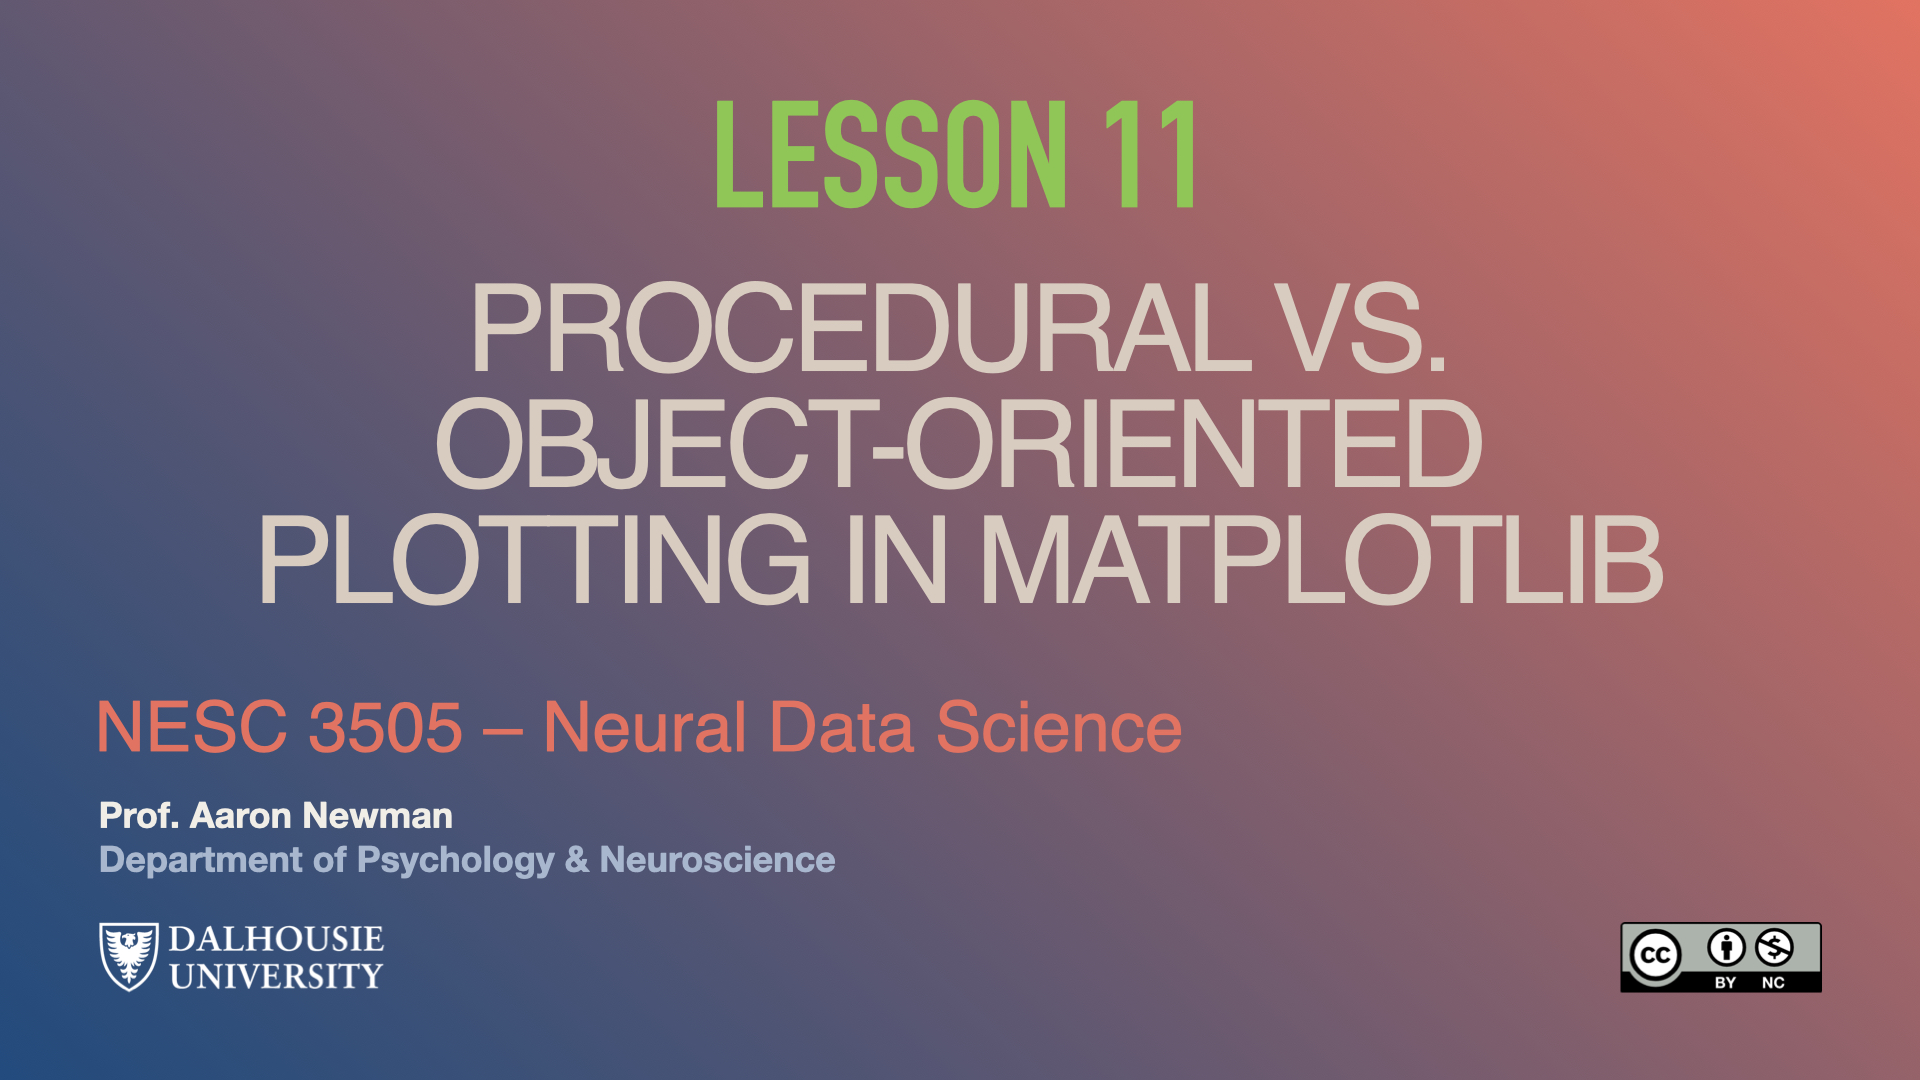 LESSON 11
PROCEDURAL VS.
OBJECT-ORIENTED
PLOTTING IN MATPLOTLIB
NESC 3505 – Neural Data Science
Prof. Aaron Newman
Department of Psychology & Neuroscience
DALHOUSIE
UNIVERSITY
CC
BY NC